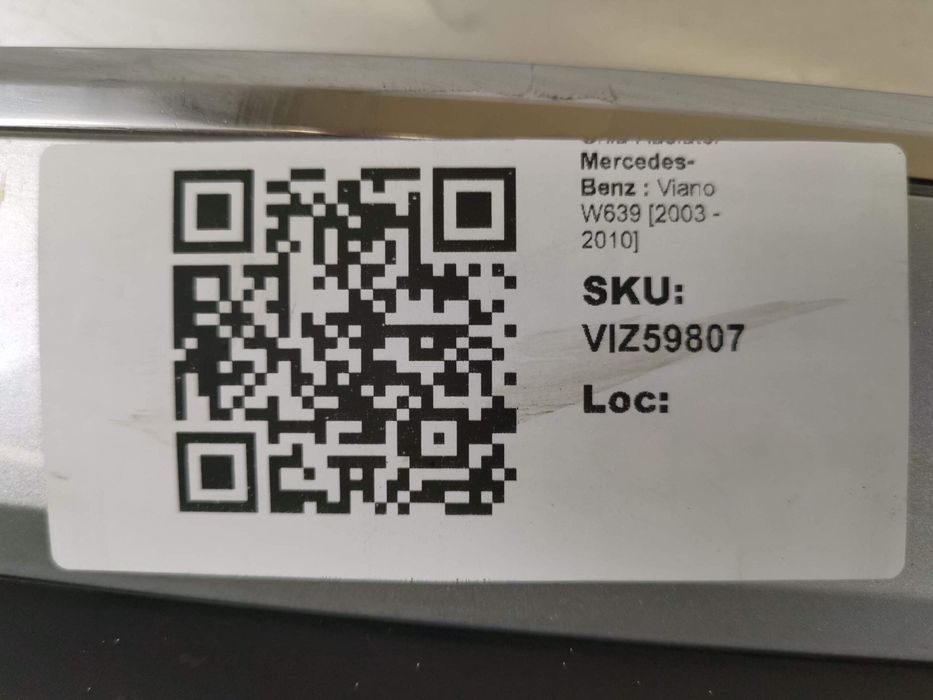 Mercedes-
Benz : Viano
W639 [2003 -
2010]
SKU:
VIZ59807
Loc: